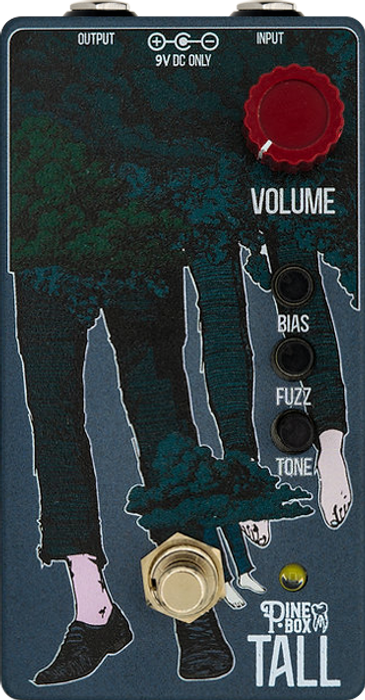 OUTPUT
INPUT
9V DC ONLY
VOLUME
BIAS
FUZZ
TONE
PINE
BOX
TALL